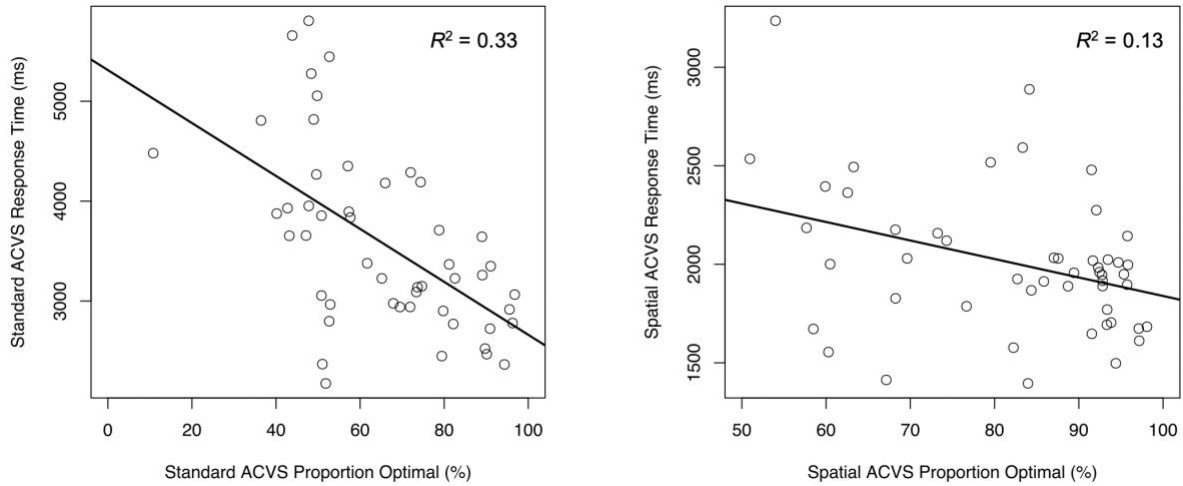 R² = 0.33
Standard ACVS Response Time (ms)
5000
4000
3000
0 20 40 60 80 100
Standard ACVS Proportion Optimal (%)
R² = 0.13
Spatial ACVS Response Time (ms)
3000
2500
2000
1500
50 60 70 80 90 100
Spatial ACVS Proportion Optimal (%)